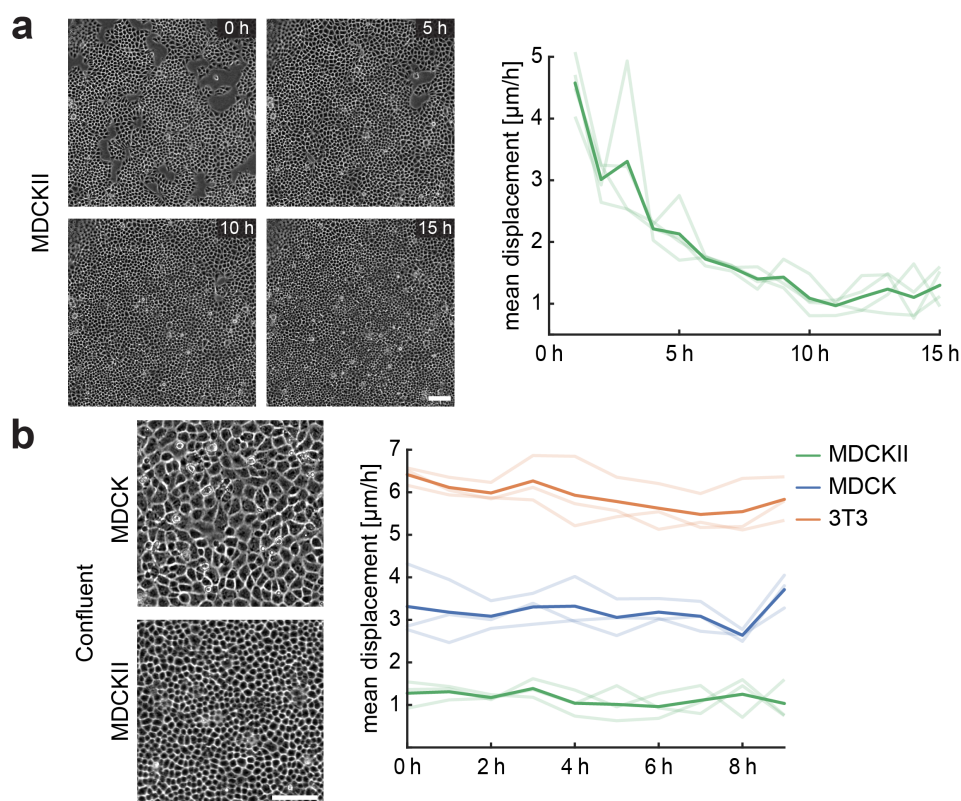 a
MDCKII
0 h
5 h
10 h
15 h
mean displacement [µm/h]
5
4
3
2
1
0 h
5 h
10 h
15 h
b
Confluent
MDCK
MDCKII
mean displacement [µm/h]
7
6
5
4
3
2
1
0 h
2 h
4 h
6 h
8 h
MDCKII
MDCK
3T3